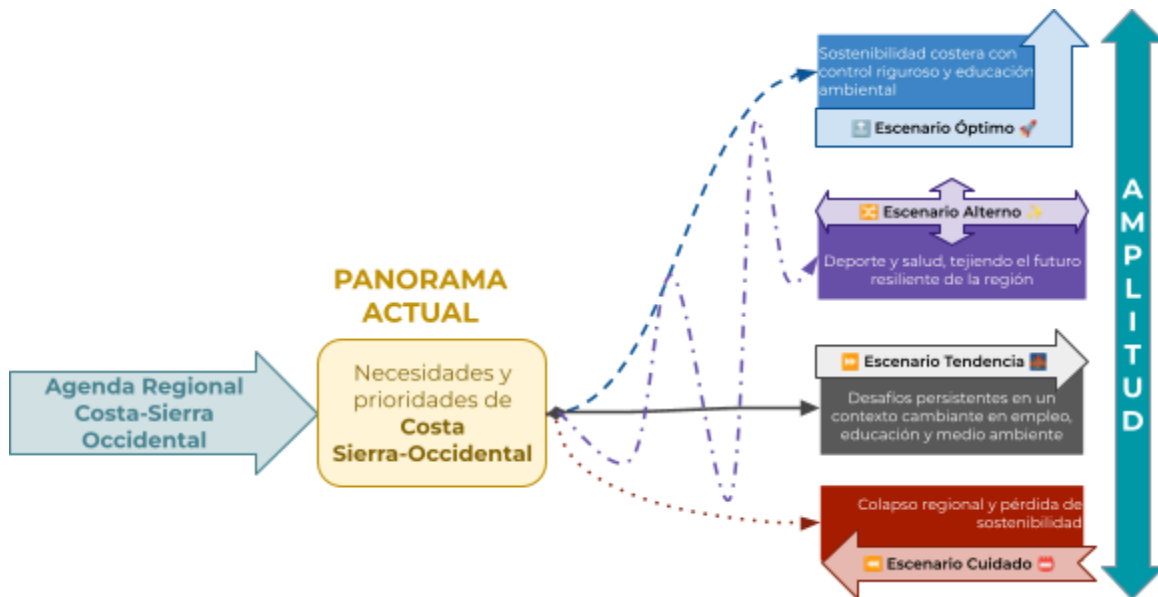 Agenda Regional
Costa-Sierra
Occidental
PANORAMA
ACTUAL
Necesidades y
prioridades de
Costa
Sierra-Occidental
Sostenibilidad costera con
control riguroso y educación
ambiental
Escenario Óptimo
Escenario Alterno
Deporte y salud, tejiendo el futuro
resiliente de la región
Escenario Tendencia
Desafíos persistentes en un
contexto cambiante en empleo,
educación y medio ambiente
Colapso regional y pérdida de
sostenibilidad
Escenario Cuidado
AMPLITUD